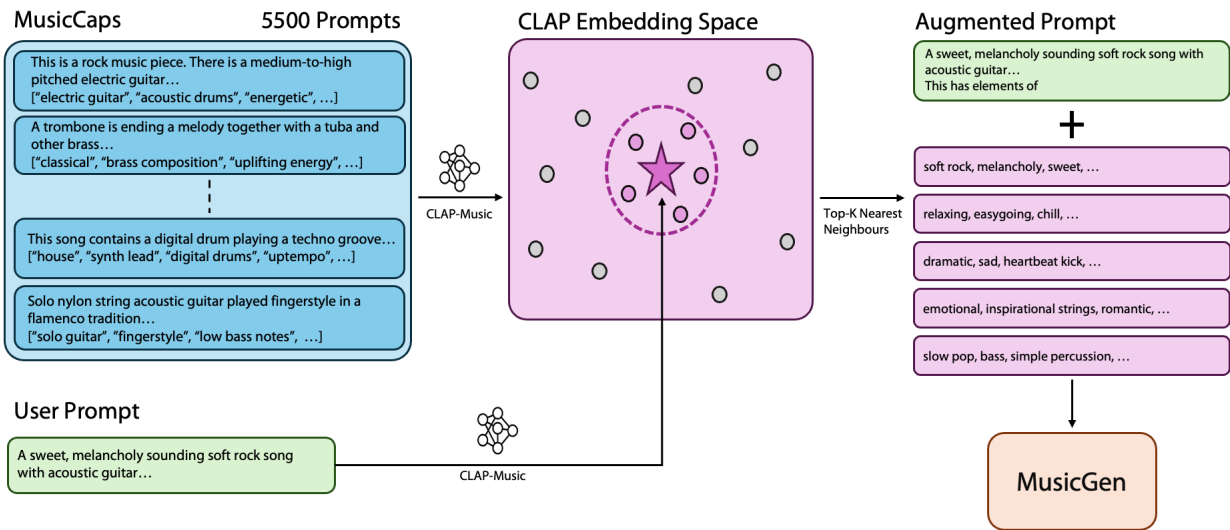 MusicCaps
5500 Prompts
This is a rock music piece. There is a medium-to-high
pitched electric guitar…
[“electric guitar”, “acoustic drums”, “energetic”, …]
A trombone is ending a melody together with a tuba and
other brass…
[“classical”, “brass composition”, “uplifting energy”, …]
This song contains a digital drum playing a techno groove…
[“house”, “synth lead”, “digital drums”, “uptempo”, …]
Solo nylon string acoustic guitar played fingerstyle in a
flamenco tradition…
[“solo guitar”, “fingerstyle”, “low bass notes”, …]
User Prompt
A sweet, melancholy sounding soft rock song
with acoustic guitar…
CLAP-Music
CLAP-Music
CLAP Embedding Space
Top-K Nearest
Neighbours
Augmented Prompt
A sweet, melancholy sounding soft rock song with
acoustic guitar…
This has elements of
+
soft rock, melancholy, sweet, …
relaxing, easygoing, chill, …
dramatic, sad, heartbeat kick, …
emotional, inspirational strings, romantic, …
slow pop, bass, simple percussion, …
MusicGen